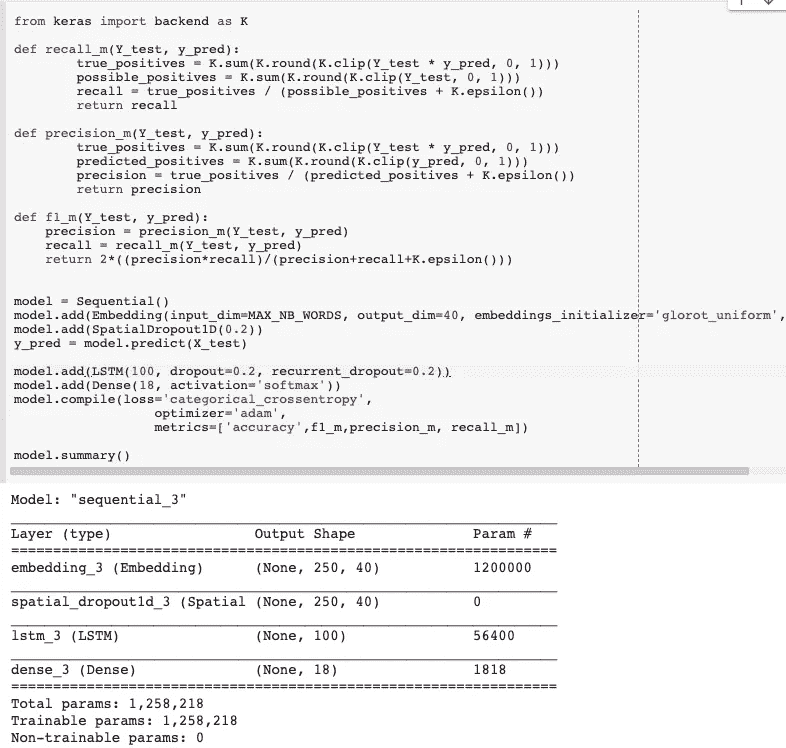 from keras import backend as K
def recall_m(Y_test, y_pred):
        true_positives = K.sum(K.round(K.clip(Y_test * y_pred, 0, 1)))
        possible_positives = K.sum(K.round(K.clip(Y_test, 0, 1)))
        recall = true_positives / (possible_positives + K.epsilon())
        return recall
def precision_m(Y_test, y_pred):
        true_positives = K.sum(K.round(K.clip(Y_test * y_pred, 0, 1)))
        predicted_positives = K.sum(K.round(K.clip(y_pred, 0, 1)))
        precision = true_positives / (predicted_positives + K.epsilon())
        return precision
def f1_m(Y_test, y_pred):
    precision = precision_m(Y_test, y_pred)
    recall = recall_m(Y_test, y_pred)
    return 2*((precision*recall)/(precision+recall+K.epsilon()))
model = Sequential()
model.add(Embedding(input_dim=MAX_NB_WORDS, output_dim=40, embeddings_initializer='glorot_uniform',
model.add(SpatialDropout1D(0.2))
y_pred = model.predict(X_test)
model.add(LSTM(100, dropout=0.2, recurrent_dropout=0.2))
model.add(Dense(18, activation='softmax'))
model.compile(loss='categorical_crossentropy',
                  optimizer='adam',
                  metrics=['accuracy',f1_m,precision_m, recall_m])
model.summary()
Model: "sequential_3"
Layer (type)                 Output Shape              Param #
=================================================================
embedding_3 (Embedding)      (None, 250, 40)           1200000
spatial_dropout1d_3 (Spatial (None, 250, 40)           0
lstm_3 (LSTM)                (None, 100)               56400
dense_3 (Dense)              (None, 18)                1818
=================================================================
Total params: 1,258,218
Trainable params: 1,258,218
Non-trainable params: 0